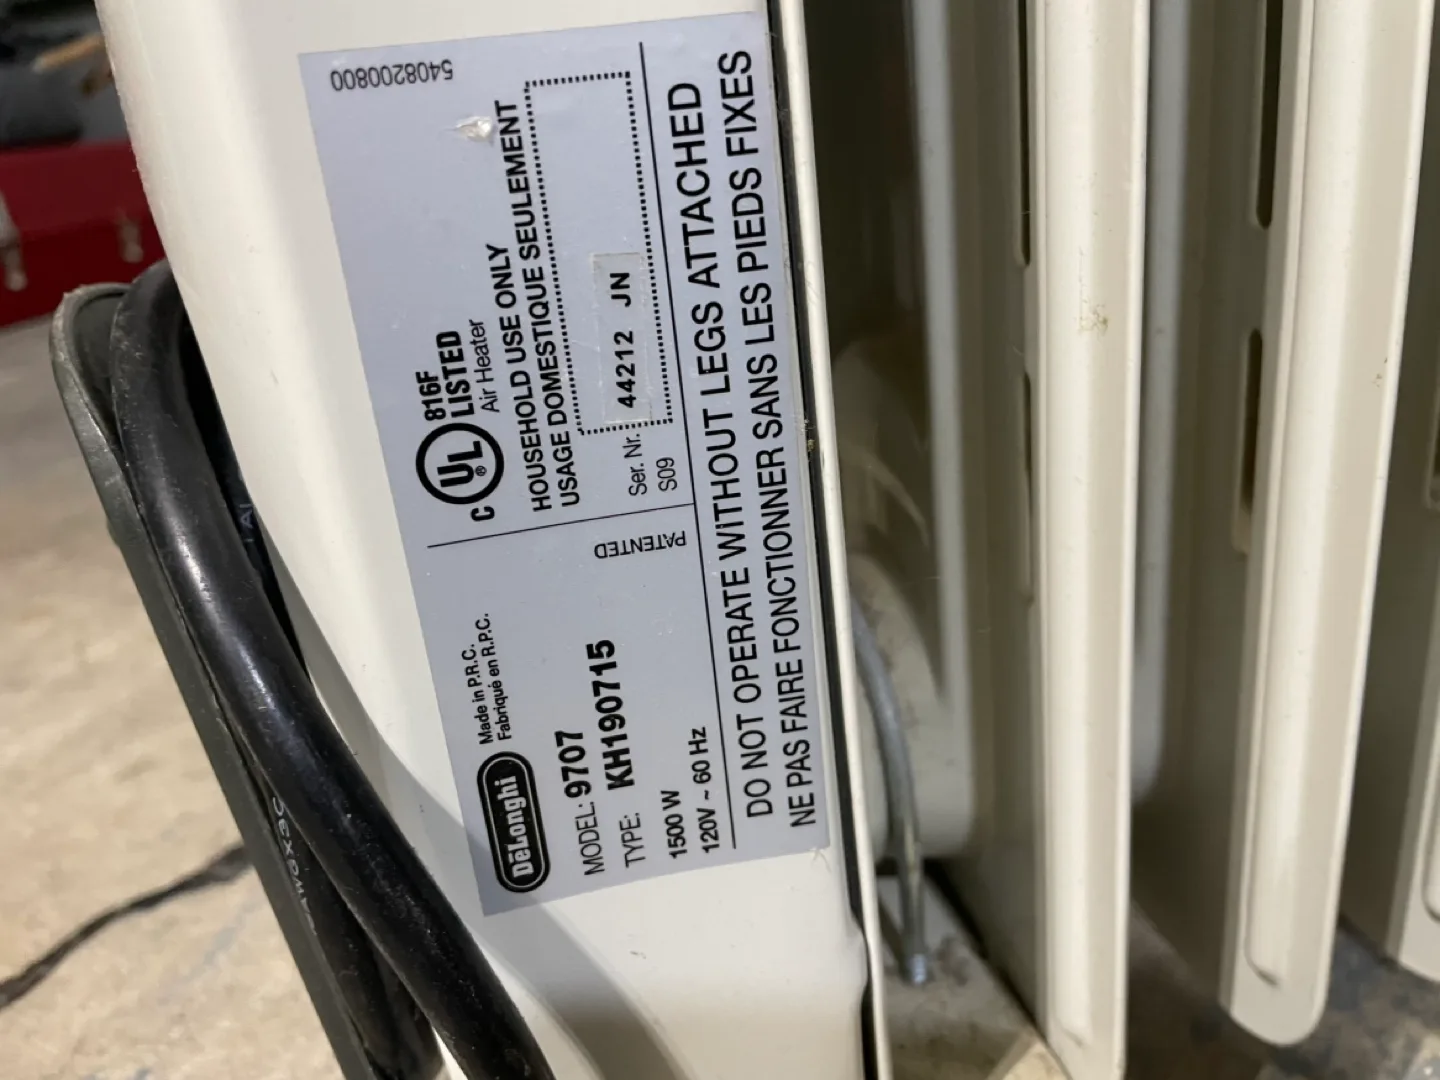 DeLonghi
Made in P.R.C.
Fabriqué en R.P.C.
MODEL: 9707
TYPE: KH190715
1500 W
120V ~ 60 Hz
PATENTED
C UL ® 816F
LISTED
Air Heater
HOUSEHOLD USE ONLY
USAGE DOMESTIQUE SEULEMENT
Ser. Nr. 44212 JN
S09
5408200800
DO NOT OPERATE WITHOUT LEGS ATTACHED
NE PAS FAIRE FONCTIONNER SANS LES PIEDS FIXES